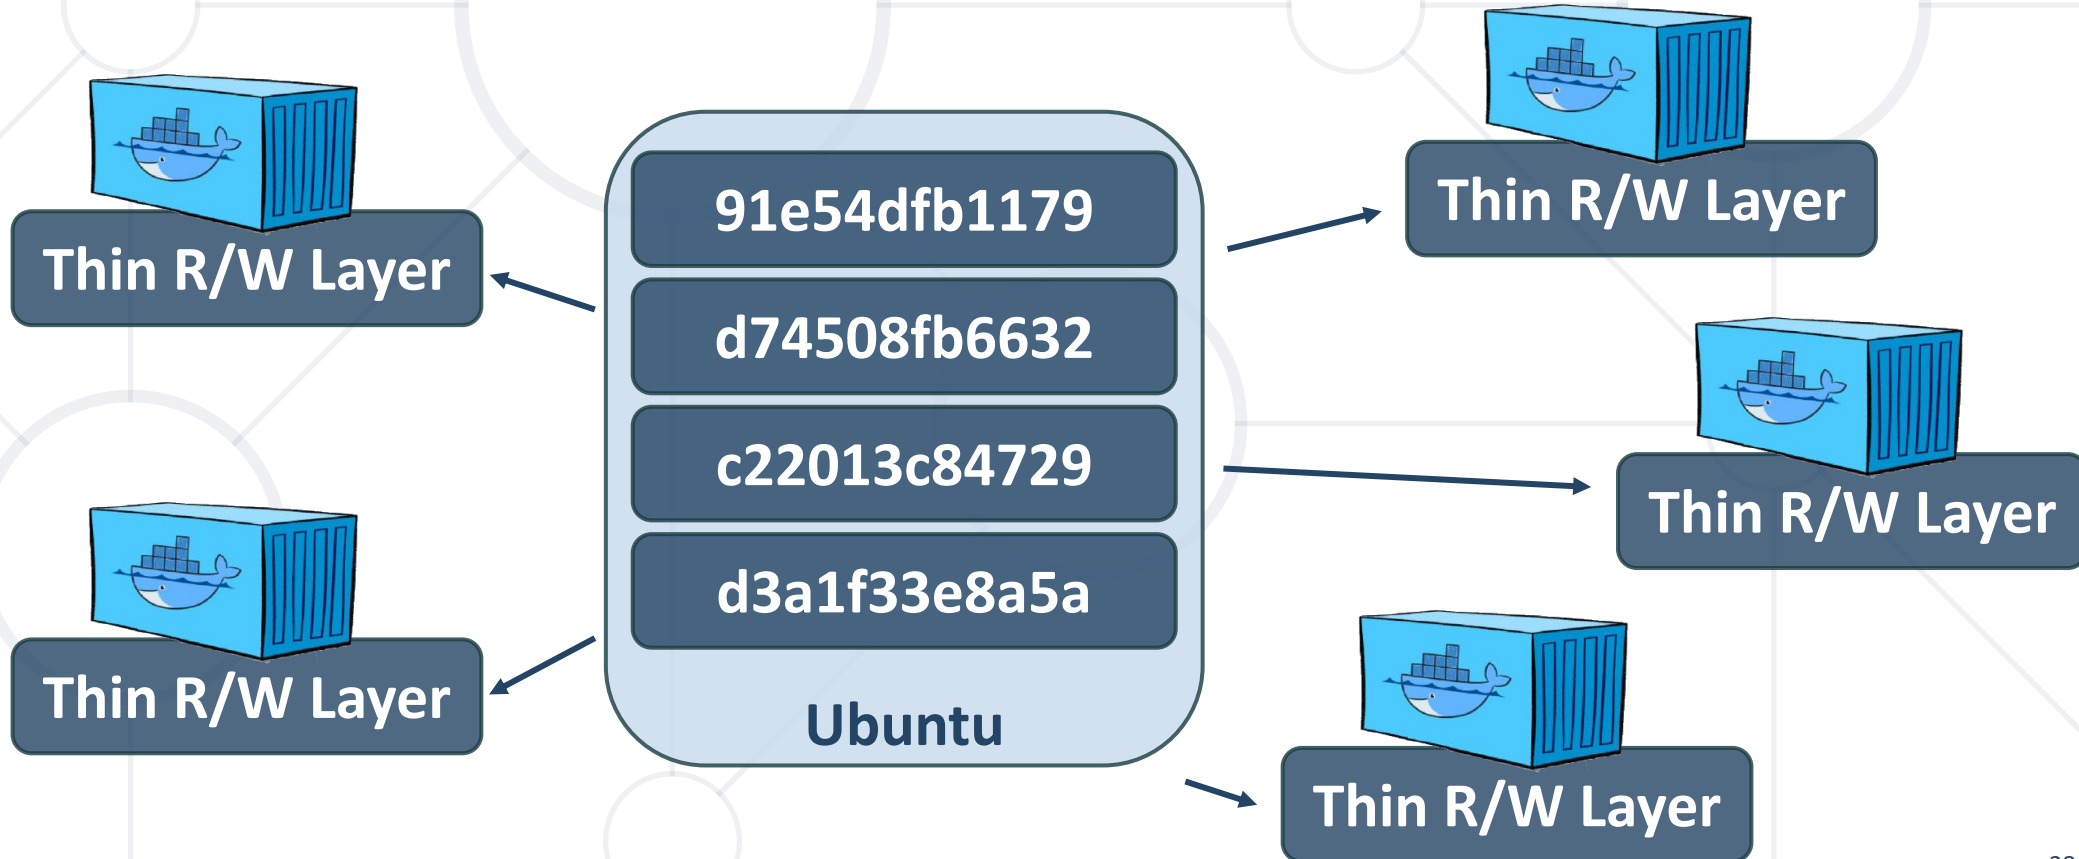 Thin R/W Layer
Thin R/W Layer
91e54dfb1179
d74508fb6632
c22013c84729
d3a1f33e8a5a
Ubuntu
Thin R/W Layer
Thin R/W Layer
Thin R/W Layer